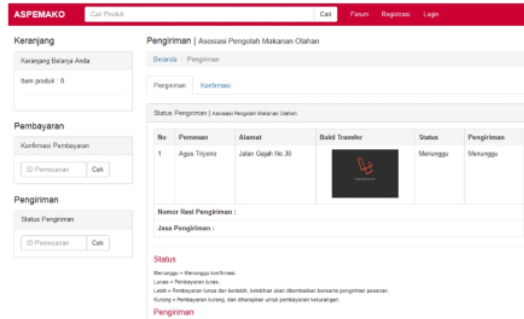 ASPEMAKO Cari Produk Cari Forum Registrasi Login
Keranjang
Keranjang Belanja Anda
Item produk : 0
Pembayaran
Konfirmasi Pembayaran
ID Pemesanan Cek
Pengiriman
Status Pengiriman
ID Pemesanan Cek
Pengiriman | Asosiasi Pengolah Makanan Olahan
Beranda / Pengiriman
Pengiriman Konfirmasi
Status Pengiriman | Asosiasi Pengolah Makanan Olahan
No Pemesan Alamat Bukti Transfer Status Pengiriman
1 Agus Triyono Jalan Gajah No.30 Menunggu Menunggu
Nomor Resi Pengiriman :
Jasa Pengiriman :
Status
Menunggu = Menunggu konfirmasi.
Lunas = Pembayaran lunas.
Lebih = Pembayaran lunas dan berlebih, kelebihan akan dikembalikan bersama pengiriman pesanan.
Kurang = Pembayaran kurang, dan diharapkan untuk pembayaran kekurangan.
Pengiriman